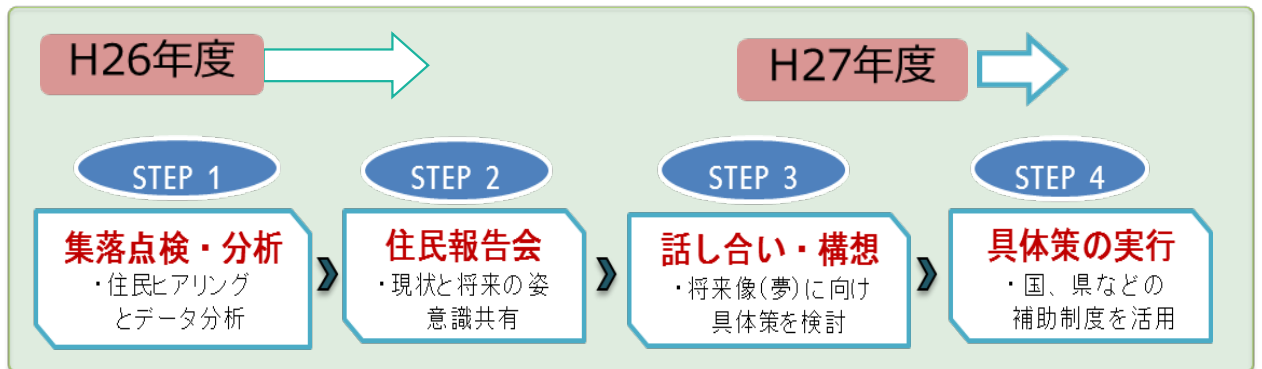 H26年度
H27年度
STEP 1
集落点検・分析
・住民ヒアリング
とデータ分析
STEP 2
住民報告会
・現状と将来の姿
意識共有
STEP 3
話し合い・構想
・将来像(夢)に向け
具体策を検討
STEP 4
具体策の実行
・国、県などの
補助制度を活用